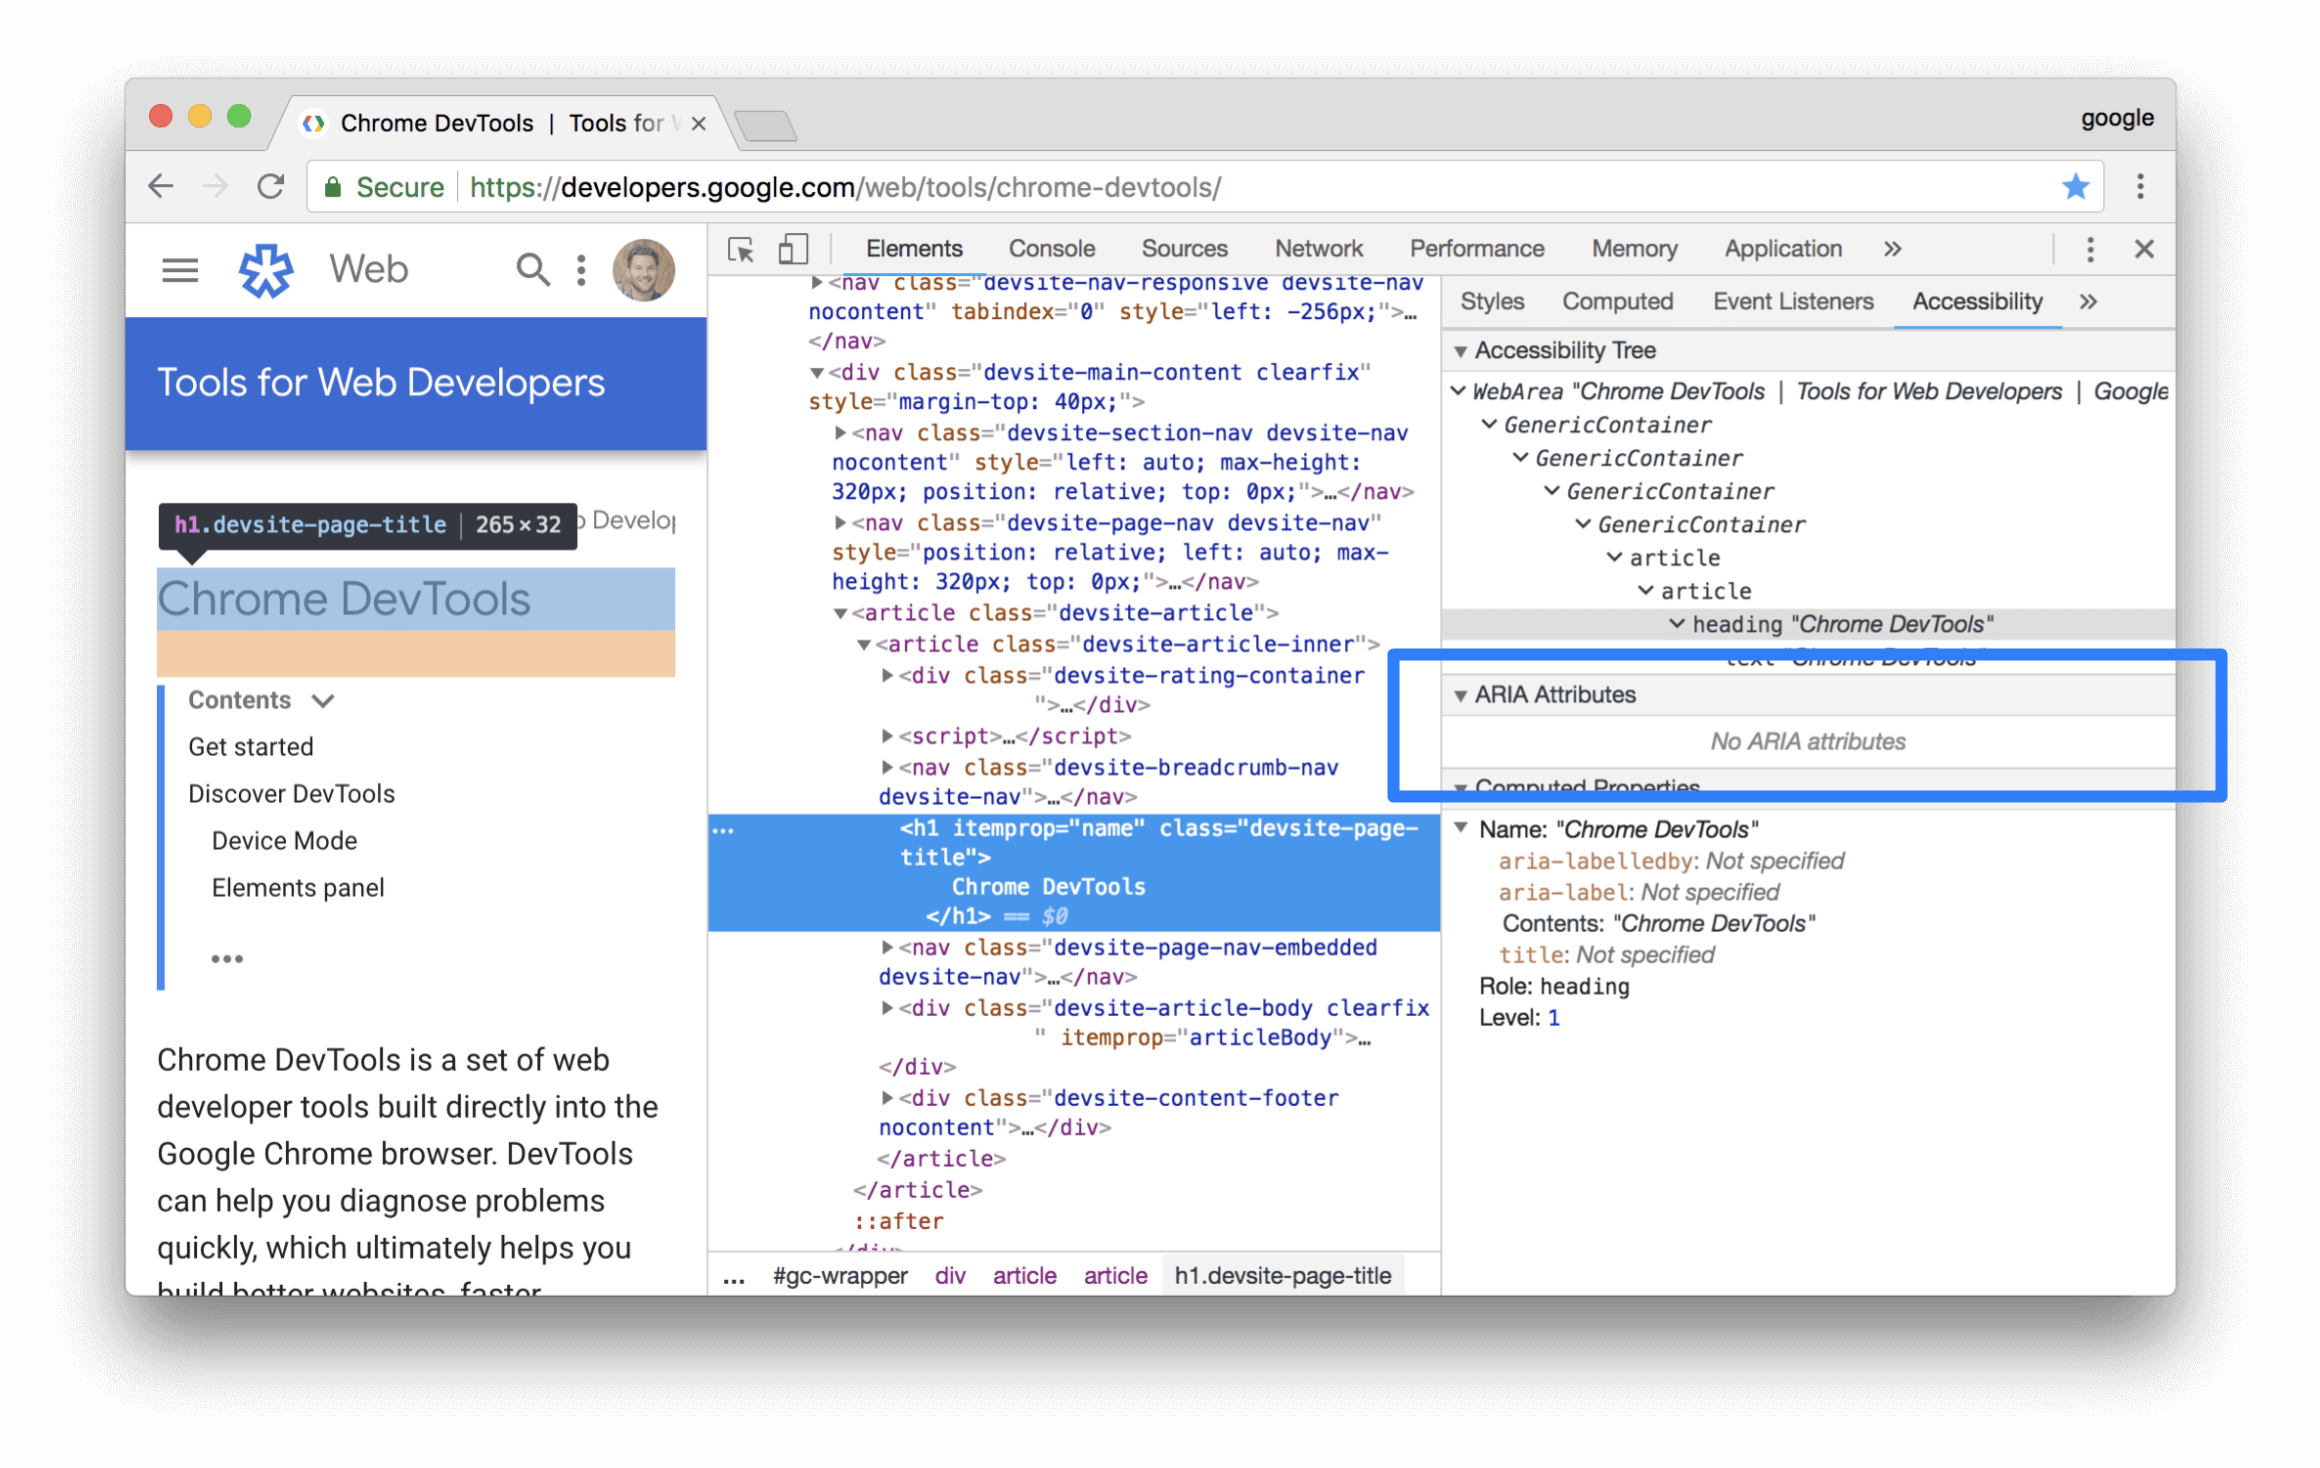 Chrome DevTools | Tools for W
google
Secure https://developers.google.com/web/tools/chrome-devtools/
Web
Tools for Web Developers
h1.devsite-page-title 265×32
Develop
Chrome DevTools
Contents
Get started
Discover DevTools
Device Mode
Elements panel
•••
Chrome DevTools is a set of web
developer tools built directly into the
Google Chrome browser. DevTools
can help you diagnose problems
quickly, which ultimately helps you
build better websites, faster.
Elements Console Sources Network Performance Memory Application »
<nav class="devsite-nav-responsive devsite-nav
nocontent" tabindex="0" style="left: -256px;">…
</nav>
<div class="devsite-main-content clearfix"
style="margin-top: 40px;">
<nav class="devsite-section-nav devsite-nav
nocontent" style="left: auto; max-height:
320px; position: relative; top: 0px;">…</nav>
<nav class="devsite-page-nav devsite-nav"
style="position: relative; left: auto; max-
height: 320px; top: 0px;">…</nav>
<article class="devsite-article">
<article class="devsite-article-inner">
<div class="devsite-rating-container
">…</div>
<script>…</script>
<nav class="devsite-breadcrumb-nav
devsite-nav">…</nav>
… <h1 itemprop="name" class="devsite-page-
title">
Chrome DevTools
</h1> == $0
<nav class="devsite-page-nav-embedded
devsite-nav">…</nav>
<div class="devsite-article-body clearfix
" itemprop="articleBody">…
</div>
<div class="devsite-content-footer
nocontent">…</div>
</article>
</article>
::after
</div>
... #gc-wrapper div article article h1.devsite-page-title
Styles Computed Event Listeners Accessibility »
Accessibility Tree
WebArea "Chrome DevTools | Tools for Web Developers | Google
GenericContainer
GenericContainer
GenericContainer
GenericContainer
article
article
heading "Chrome DevTools"
text "Chrome DevTools"
ARIA Attributes
No ARIA attributes
Computed Properties
Name: "Chrome DevTools"
aria-labelledby: Not specified
aria-label: Not specified
Contents: "Chrome DevTools"
title: Not specified
Role: heading
Level: 1